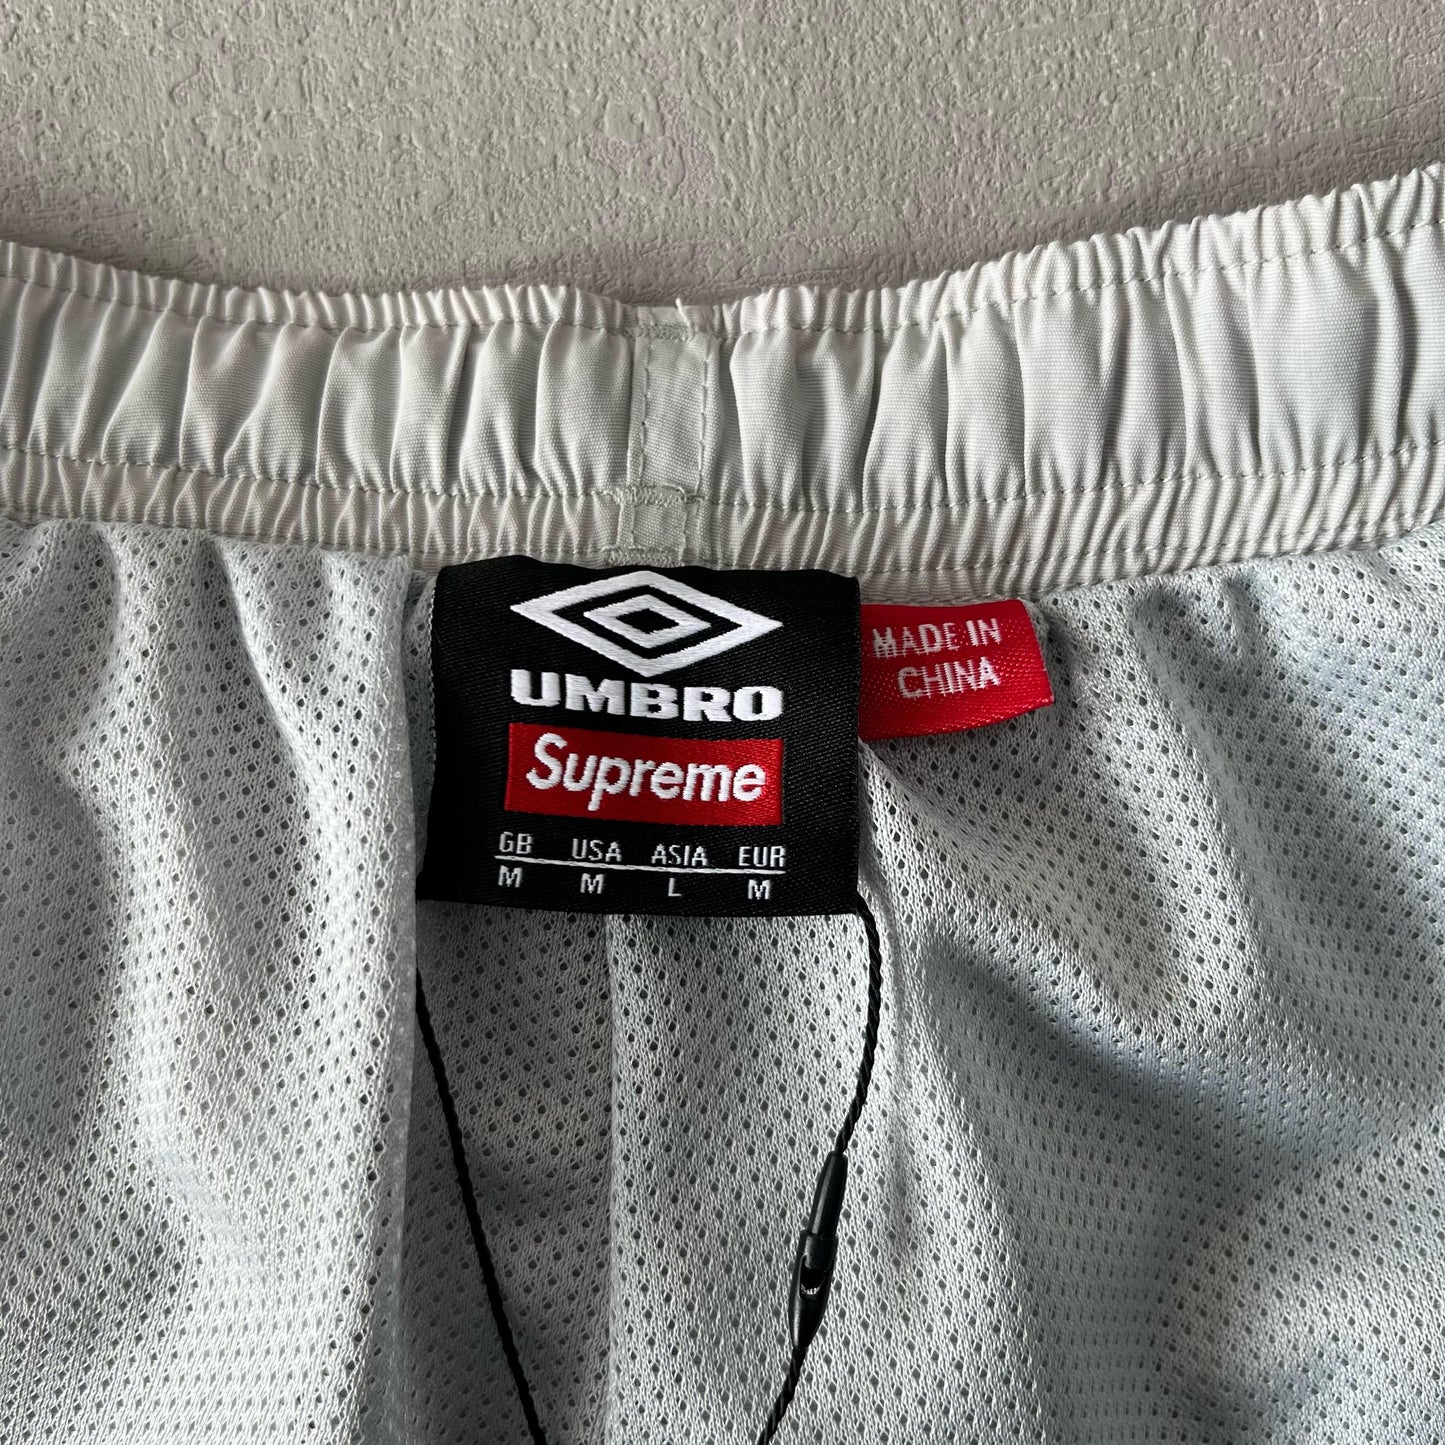 UMBRO
Supreme
GB USA ASIA EUR
M M L M
MADE IN
CHINA